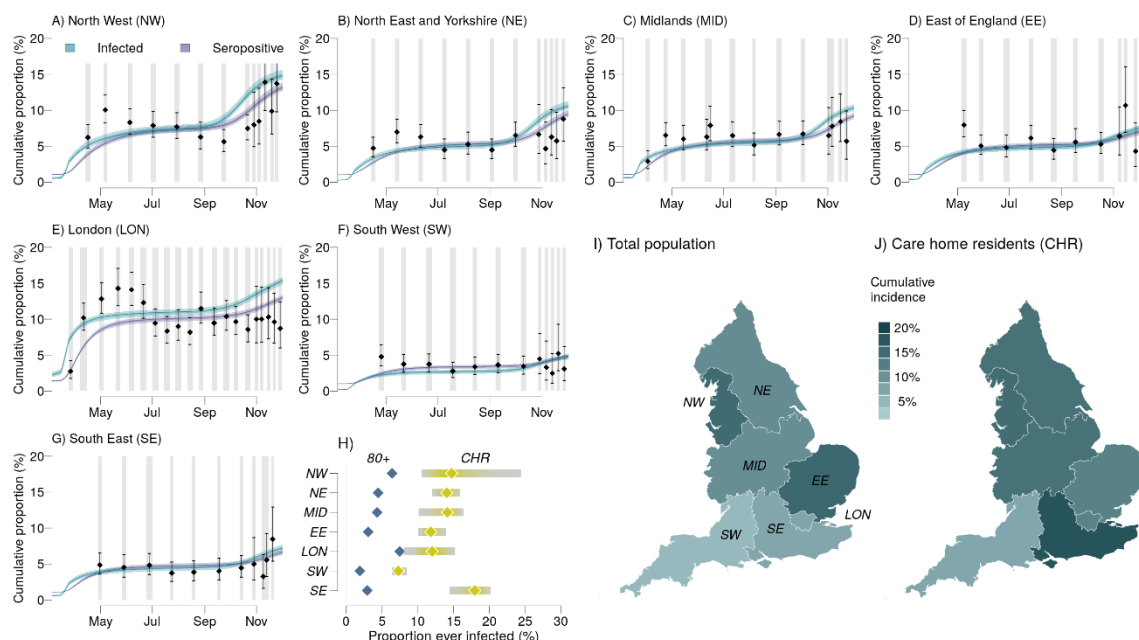 A) North West (NW)
B) North East and Yorkshire (NE)
C) Midlands (MID)
D) East of England (EE)
Infected
Seropositive
Cumulative proportion (%)
20
15
10
5
0
May
Jul
Sep
Nov
Cumulative proportion (%)
20
15
10
5
0
May
Jul
Sep
Nov
Cumulative proportion (%)
20
15
10
5
0
May
Jul
Sep
Nov
Cumulative proportion (%)
20
15
10
5
0
May
Jul
Sep
Nov
E) London (LON)
F) South West (SW)
Cumulative proportion (%)
20
15
10
5
0
May
Jul
Sep
Nov
Cumulative proportion (%)
20
15
10
5
0
May
Jul
Sep
Nov
G) South East (SE)
Cumulative proportion (%)
20
15
10
5
0
May
Jul
Sep
Nov
H)
80+
CHR
NW
NE
MID
EE
LON
SW
SE
0
5
10
15
20
25
30
Proportion ever infected (%)
I) Total population
NW
NE
MID
EE
LON
SW
SE
J) Care home residents (CHR)
Cumulative
incidence
20%
15%
10%
5%